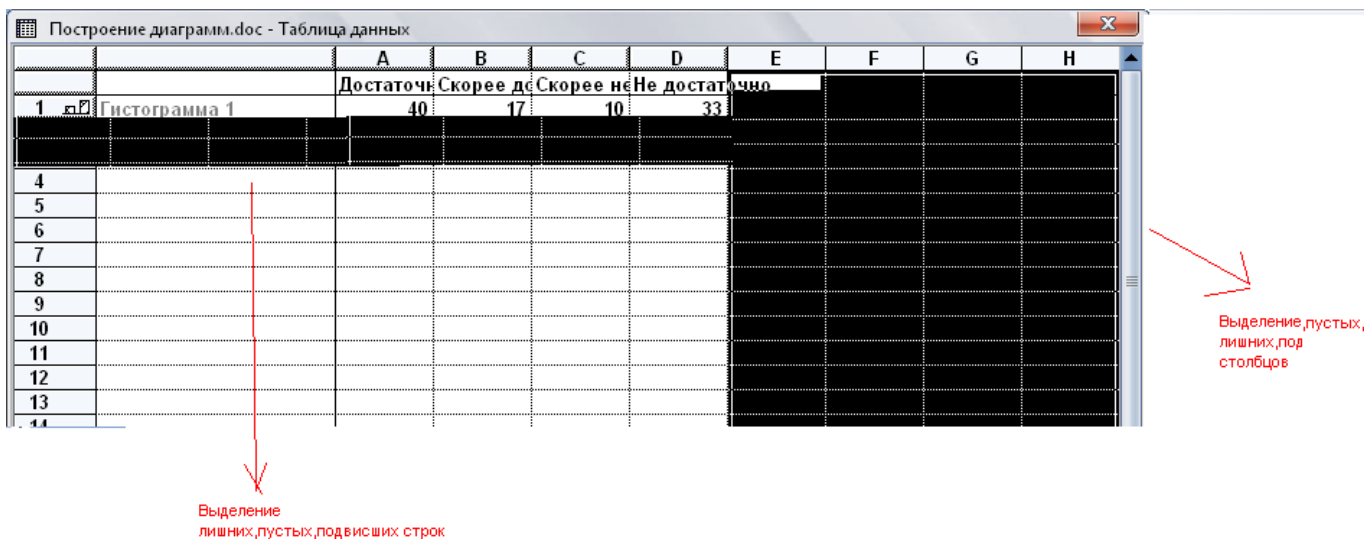 Построение диаграмм.doc - Таблица данных
A B C D E F G H
Достаточн Скорее до Скорее не Не достаточно
1 Гистограмма 1 40 17 10 33
4
5
6
7
8
9
10
11
12
13
14
Выделение,пустых,
лишних,под
столбцов
Выделение
лишних,пустых,подвисших строк